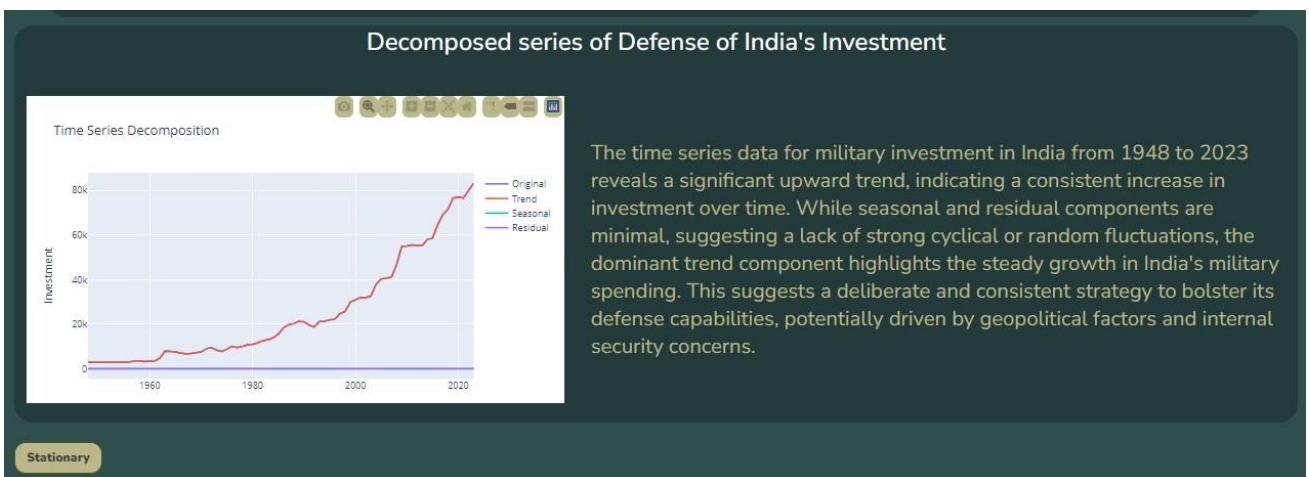 Decomposed series of Defense of India's Investment
Time Series Decomposition
80k
60k
40k
20k
0
Investment
1960
1980
2000
2020
Original
Trend
Seasonal
Residual
The time series data for military investment in India from 1948 to 2023
reveals a significant upward trend, indicating a consistent increase in
investment over time. While seasonal and residual components are
minimal, suggesting a lack of strong cyclical or random fluctuations, the
dominant trend component highlights the steady growth in India's military
spending. This suggests a deliberate and consistent strategy to bolster its
defense capabilities, potentially driven by geopolitical factors and internal
security concerns.
Stationary